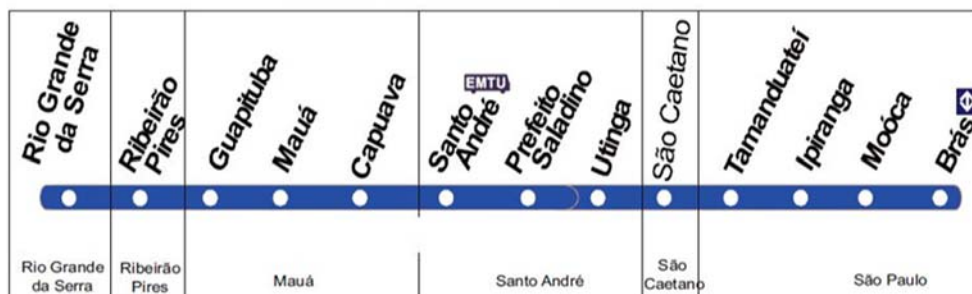 Rio Grande
da Serra
Ribeirão
Pires
Guapituba
Mauá
Capuava
Santo
André
EMTU
Prefeito
Saladino
Utinga
São Caetano
Tamanduateí
Ipiranga
Moóca
Brás
Rio Grande
da Serra
Ribeirão
Pires
Mauá
Santo André
São
Caetano
São Paulo